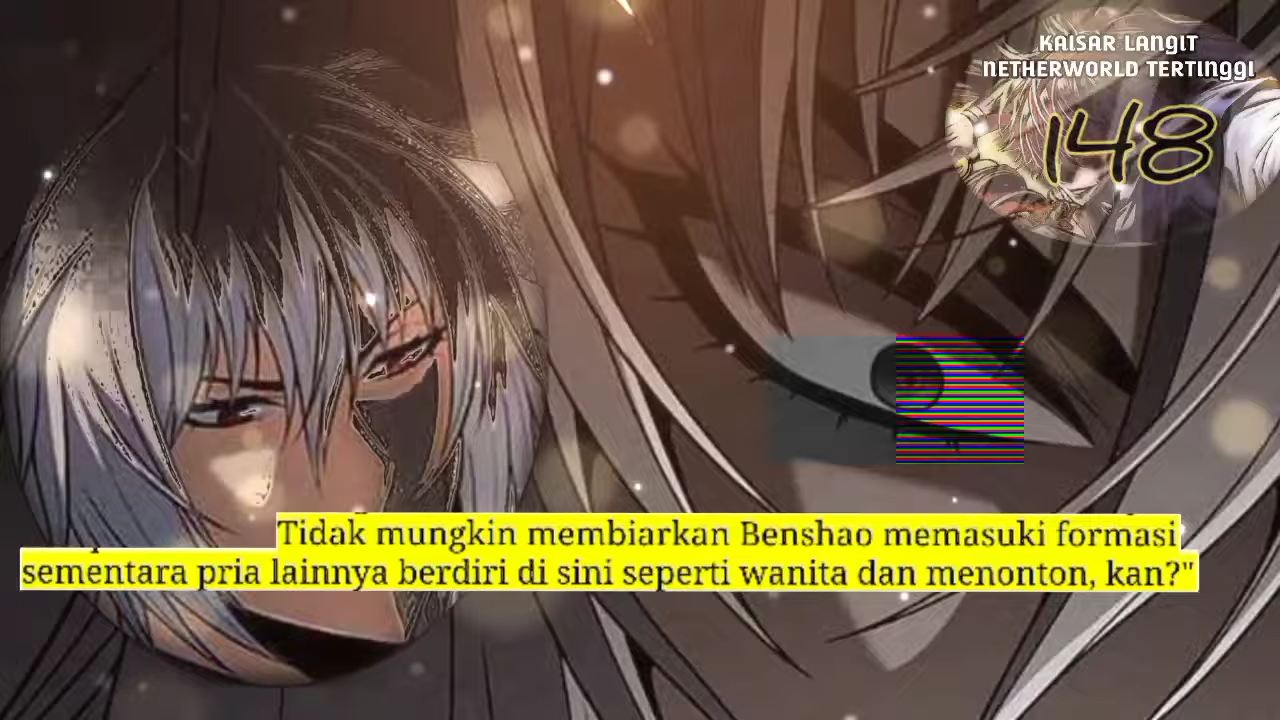 KAISAR LANGIT
NETHERWORLD TERTINGGI
148
Tidak mungkin membiarkan Benshao memasuki formasi
sementara pria lainnya berdiri di sini seperti wanita dan menonton, kan?"